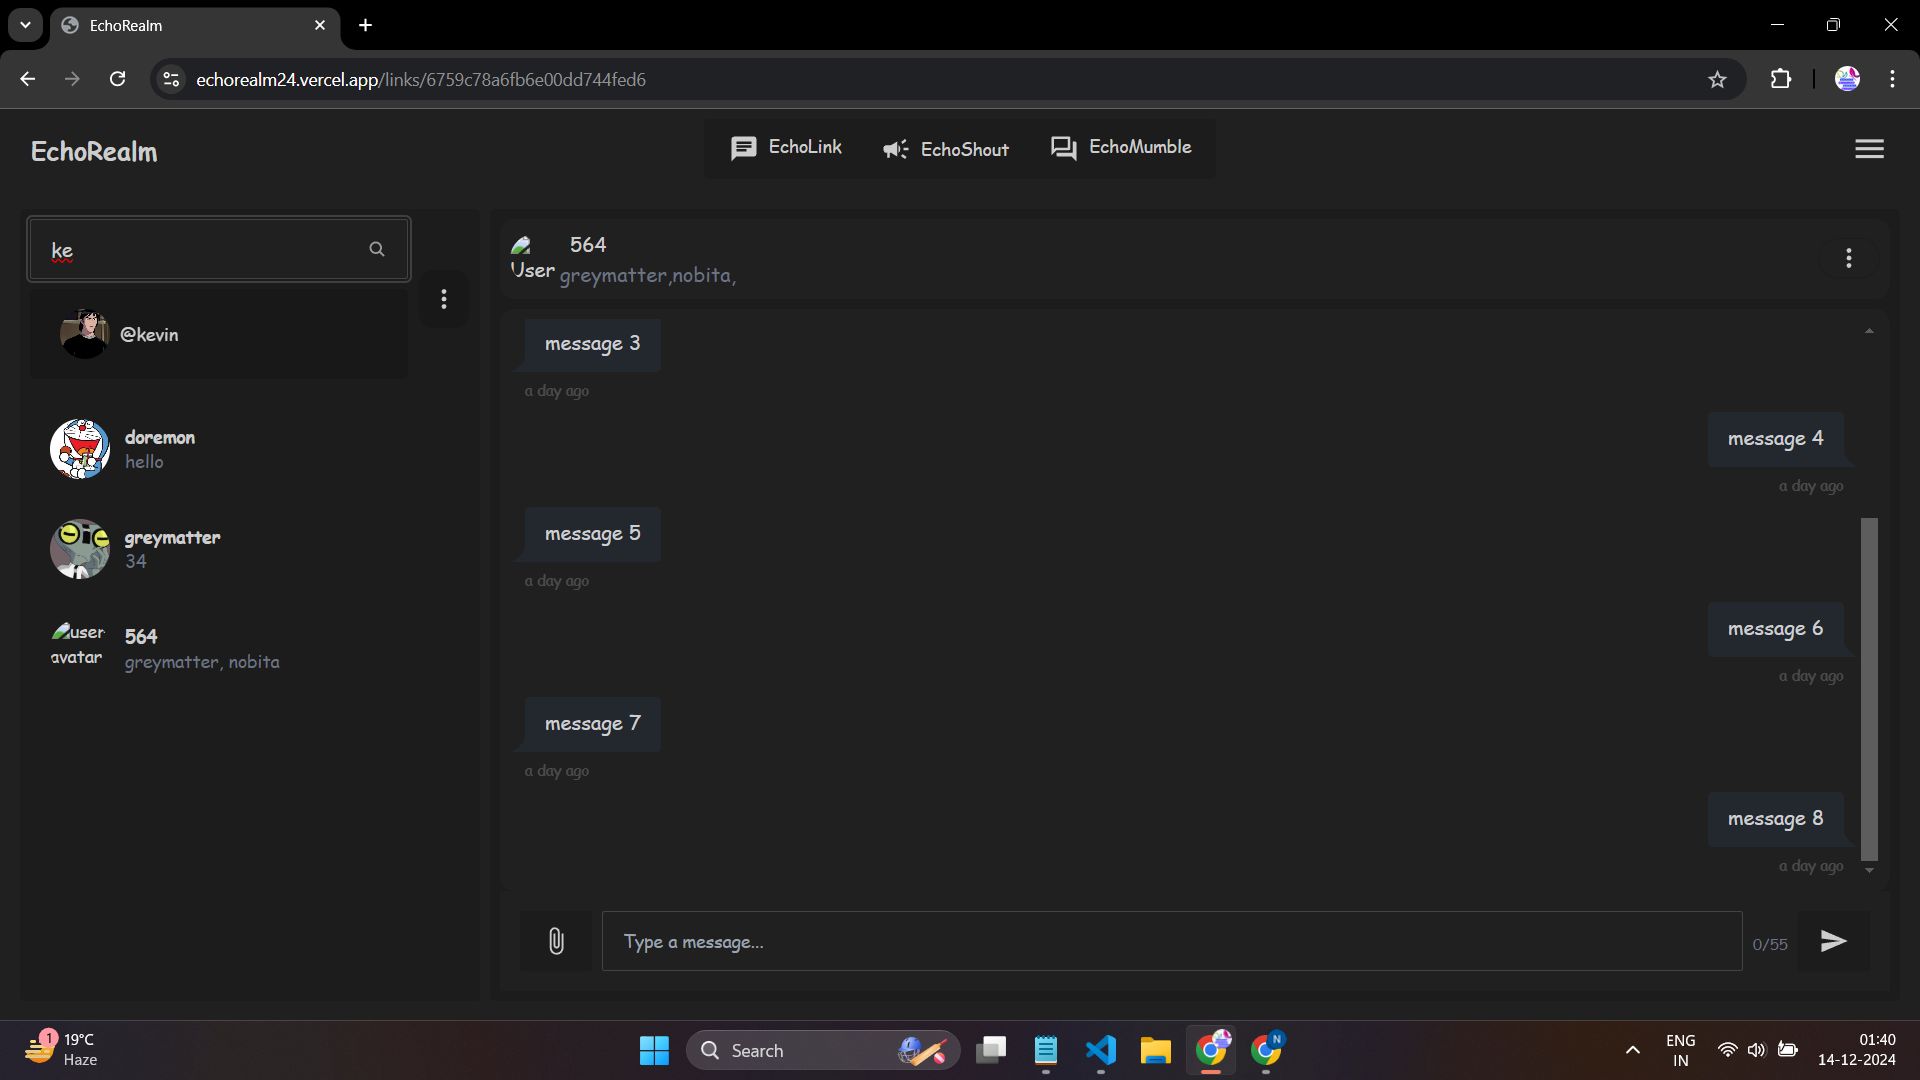 EchoRealm
echorealm24.vercel.app/links/6759c78a6fb6e00dd744fed6
EchoRealm
EchoLink
EchoShout
EchoMumble
ke
@kevin
doremon
hello
greymatter
34
user
avatar
564
greymatter, nobita
564
User
greymatter,nobita,
message 3
a day ago
message 4
a day ago
message 5
a day ago
message 6
a day ago
message 7
a day ago
message 8
a day ago
Type a message...
0/55
1
19°C
Haze
Search
N
ENG
IN
01:40
14-12-2024